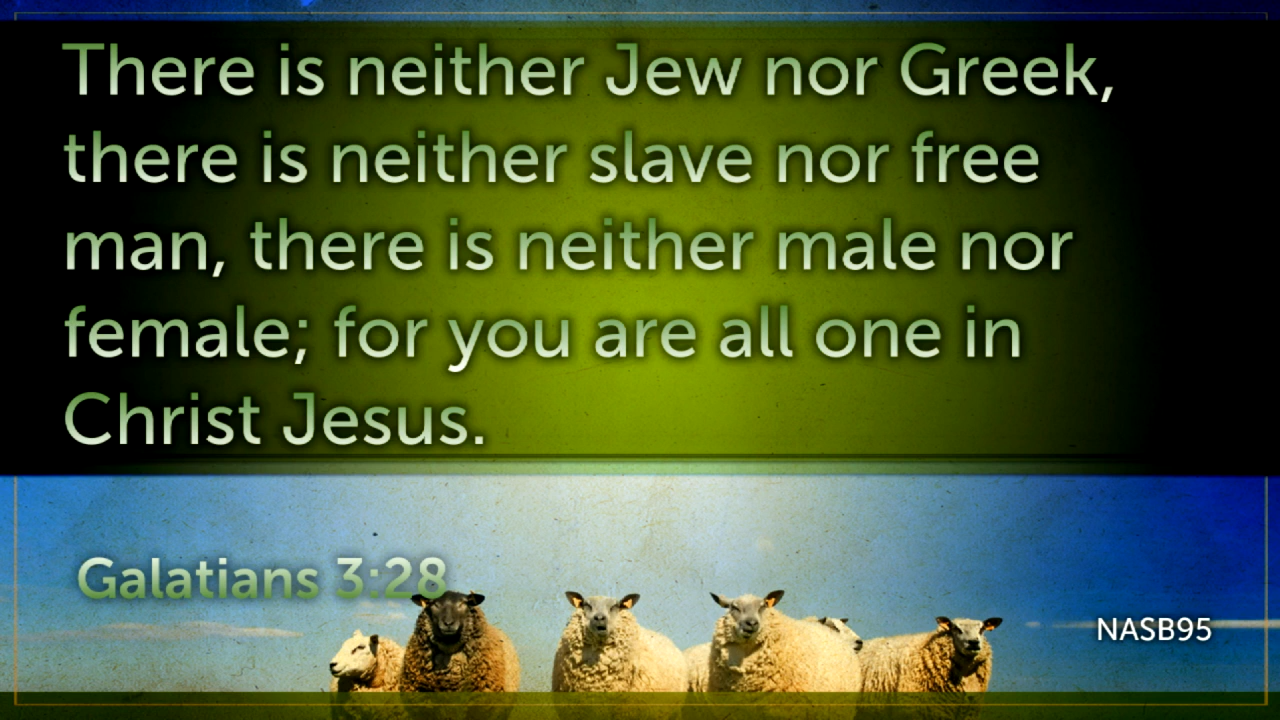 There is neither Jew nor Greek,
there is neither slave nor free
man, there is neither male nor
female; for you are all one in
Christ Jesus.
Galatians 3:28
NASB95